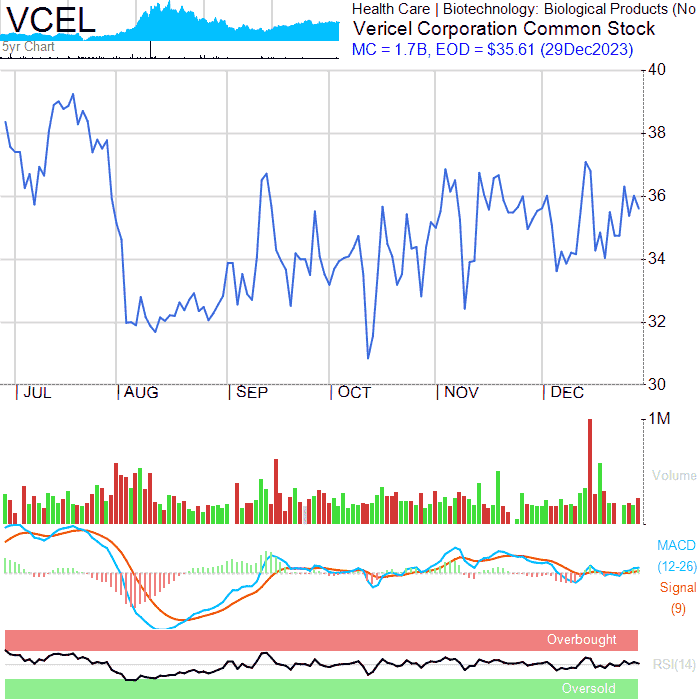 VCEL
5yr Chart
Health Care | Biotechnology: Biological Products (No
Vericel Corporation Common Stock
MC = 1.7B, EOD = $35.61 (29Dec2023)
40
38
36
34
32
30
JUL AUG SEP OCT NOV DEC
1M
Volume
MACD
(12-26)
Signal
(9)
Overbought
RSI(14)
Oversold